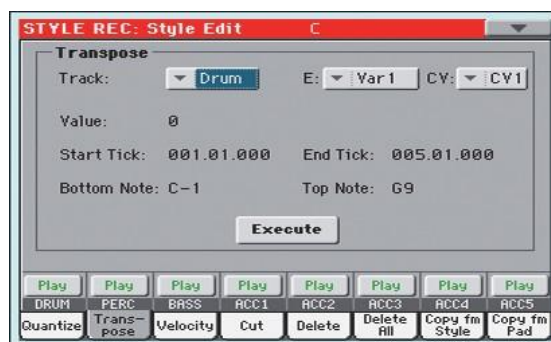 STYLE REC: Style Edit C
Transpose
Track: Drum E: Var1 CV: CV1
Value: 0
Start Tick: 001.01.000 End Tick: 005.01.000
Bottom Note: C-1 Top Note: G9
Execute
Play Play Play Play Play Play Play Play
DRUM PERC BASS ACC1 ACC2 ACC3 ACC4 ACC5
Quantize Trans-pose Velocity Cut Delete Delete All Copy fm Style Copy fm Pad